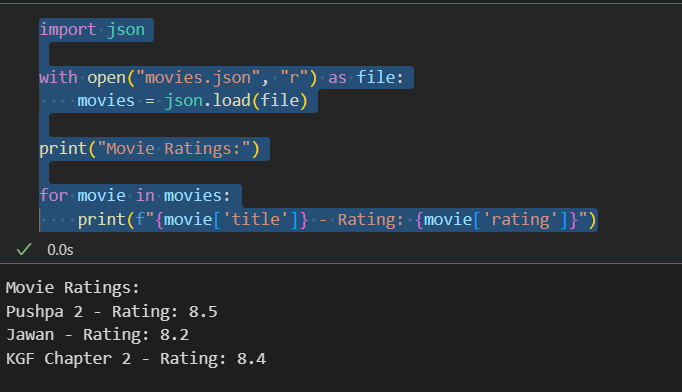 import json
with open("movies.json", "r") as file:
    movies = json.load(file)
print("Movie Ratings:")
for movie in movies:
    print(f"{movie['title']} - Rating: {movie['rating']}")
0.0s
Movie Ratings:
Pushpa 2 - Rating: 8.5
Jawan - Rating: 8.2
KGF Chapter 2 - Rating: 8.4